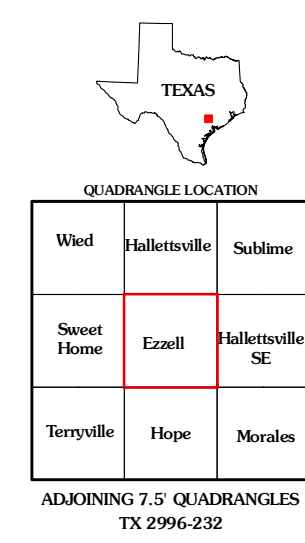 TEXAS
QUADRANGLE LOCATION
Wied
Hallettsville
Sublime
Sweet
Home
Ezzell
Hallettsville
SE
Terryville
Hope
Morales
ADJOINING 7.5' QUADRANGLES
TX 2996-232